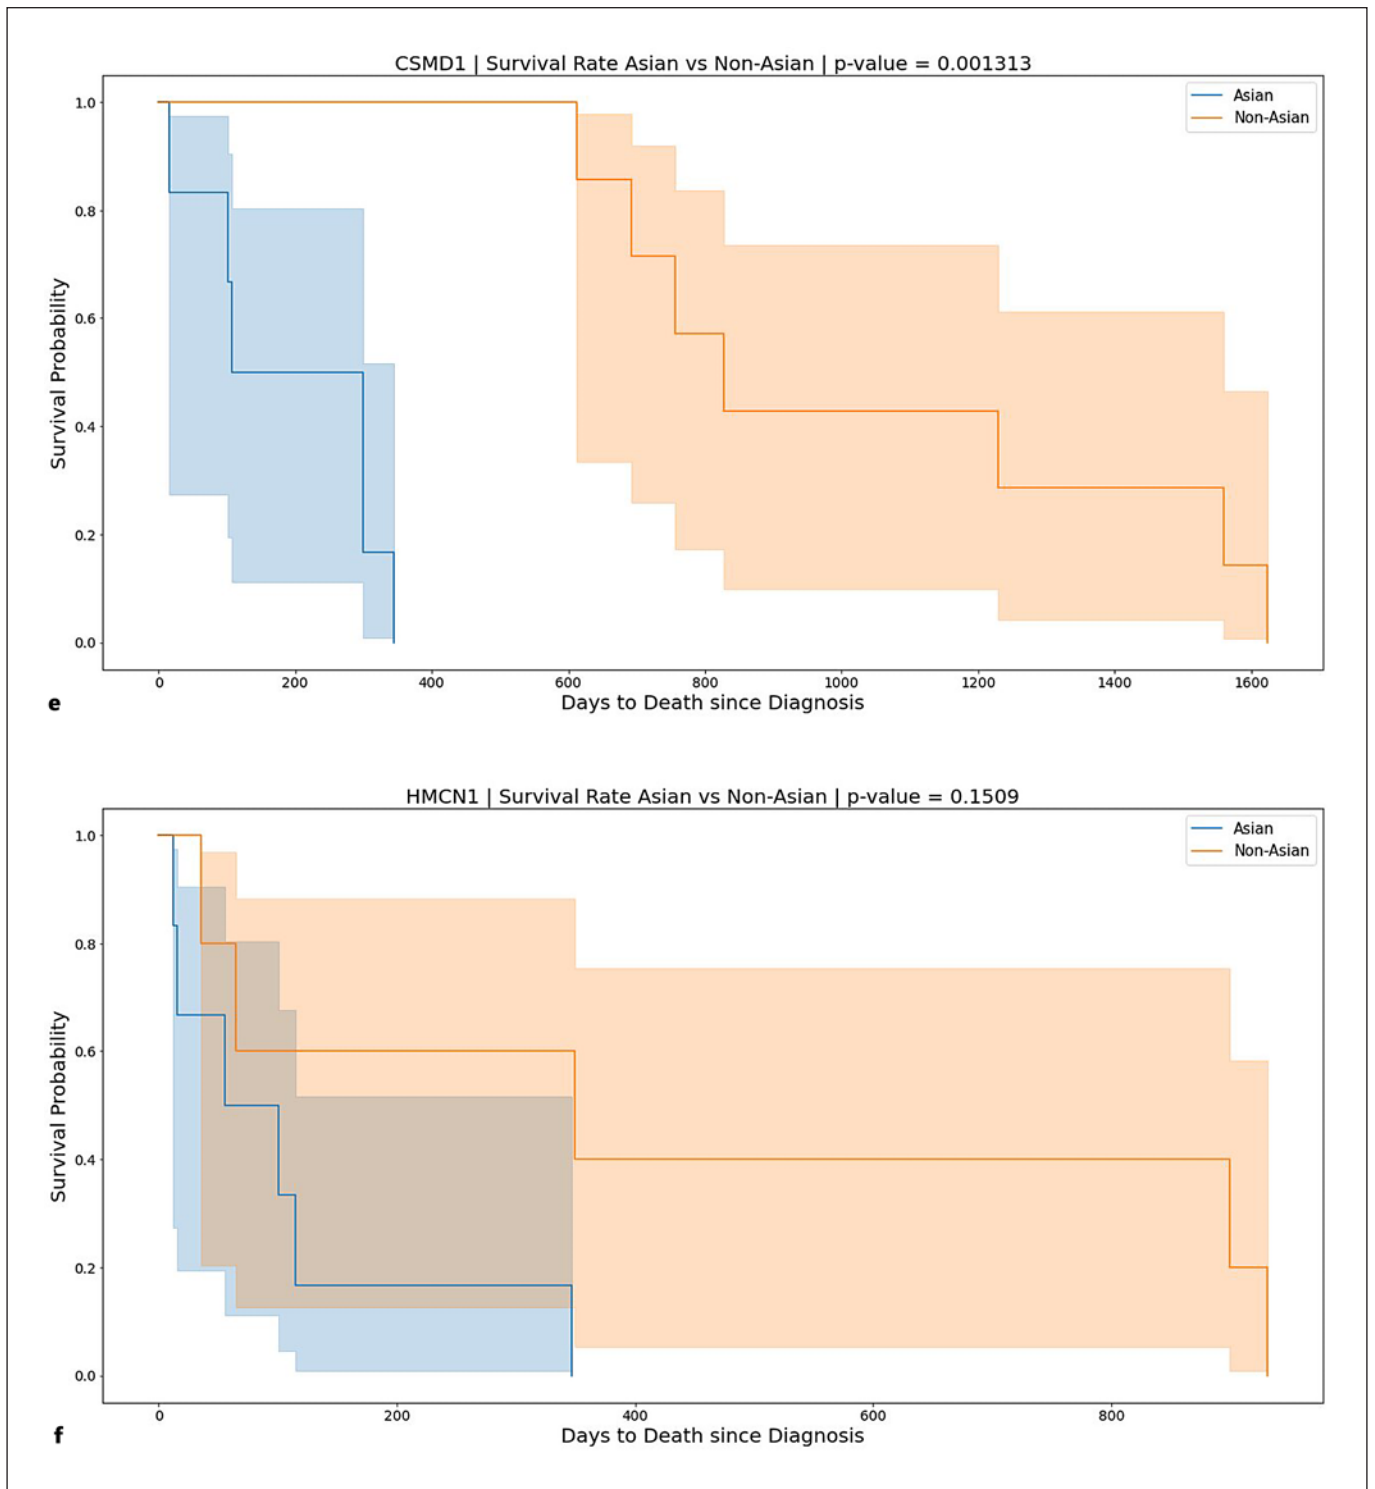 CSMD1 | Survival Rate Asian vs Non-Asian | p-value = 0.001313
Asian
Non-Asian
1.0
0.8
0.6
0.4
0.2
0.0
Survival Probability
0 200 400 600 800 1000 1200 1400 1600
Days to Death since Diagnosis
e
HMCN1 | Survival Rate Asian vs Non-Asian | p-value = 0.1509
Asian
Non-Asian
1.0
0.8
0.6
0.4
0.2
0.0
Survival Probability
0 200 400 600 800
Days to Death since Diagnosis
f